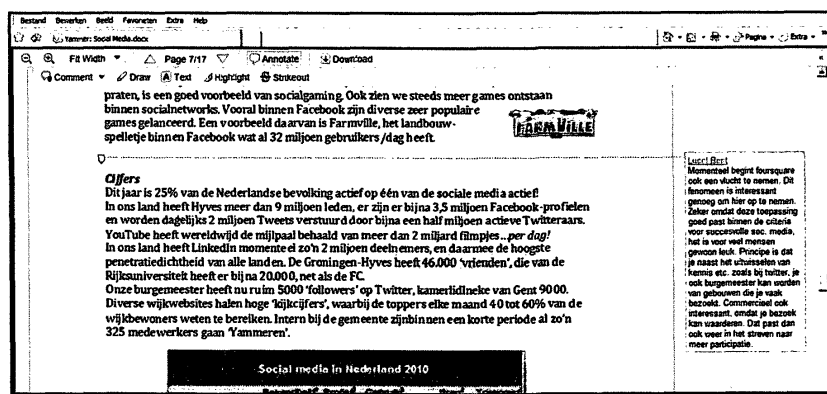 Bestand Bewerken Beeld Favorieten Extra Help
Yammer: Social Media.docx
Pagina Extra
Fit Width Page 7/17 Annotate Download
Comment Draw Text Highlight Strikeout
praten, is een goed voorbeeld van socialgaming. Ook zien we steeds meer games ontstaan
binnen socialnetworks. Vooral binnen Facebook zijn diverse zeer populaire
games gelanceerd. Een voorbeeld daarvan is Farmville, het landbouw-
spelletje binnen Facebook wat al 32 miljoen gebruikers /dag heeft.
FARMVILLE
Cijfers
Dit jaar is 25% van de Nederlandse bevolking actief op één van de sociale media actief!
In ons land heeft Hyves meer dan 9 miljoen leden, er zijn er bijna 3,5 miljoen Facebook-profielen
en worden dagelijks 2 miljoen Tweets verstuurd door bijna een half miljoen actieve Twitteraars.
YouTube heeft wereldwijd de mijlpaal behaald van meer dan 2 miljard filmpjes...per dag!
In ons land heeft LinkedIn momenteel zo'n 2 miljoen deelnemers, en daarmee de hoogste
penetratiedichtheid van alle landen. De Groningen-Hyves heeft 46.000 'vrienden', die van de
Rijksuniversiteit heeft er bijna 20.000, net als de FC.
Onze burgemeester heeft nu ruim 5000 'followers' op Twitter, kamerlid Ineke van Gent 9000.
Diverse wijkwebsites halen hoge 'kijkcijfers', waarbij de toppers elke maand 40 tot 60% van de
wijkbewoners weten te bereiken. Intern bij de gemeente zijn binnen een korte periode al zo'n
325 medewerkers gaan 'Yammeren'.
Social media in Nederland 2010
Lucci Bert
Momenteel begint foursquare
ook een vlucht te nemen. Dit
fenomeen is interessant
genoeg om hier op te nemen.
Zeker omdat deze toepassing
goed past binnen de criteria
voor succesvolle soc. media,
het is voor veel mensen
gewoon leuk. Principe is dat
je naast het uitwisselen van
kennis etc. zoals bij twitter, je
ook burgemeester kan worden
van gebouwen die je vaak
bezoekt. Commercieel ook
interessant, omdat je bezoek
kan waarderen. Dat past dan
ook weer in het streven naar
meer participatie.